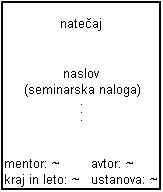 natečaj
naslov
(seminarska naloga)
:
:
mentor: ~ avtor: ~
kraj in leto: ~ ustanova: ~